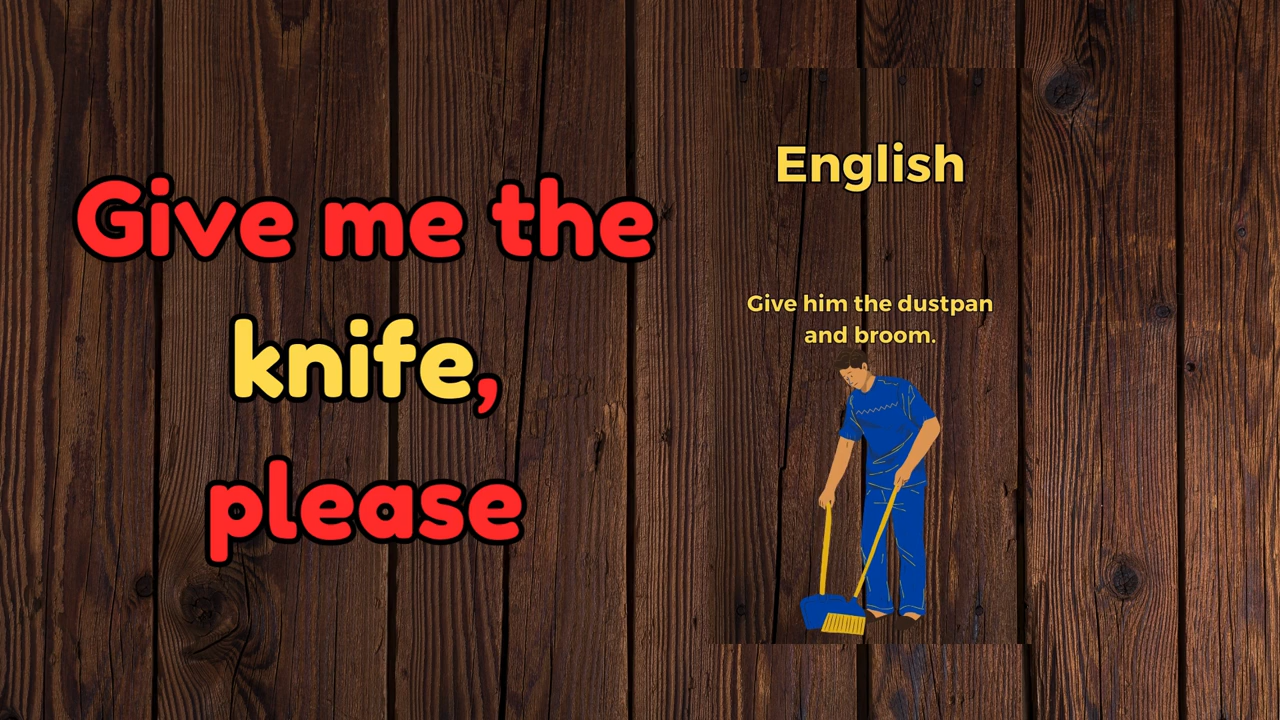 Give me the
knife,
please
English
Give him the dustpan
and broom.